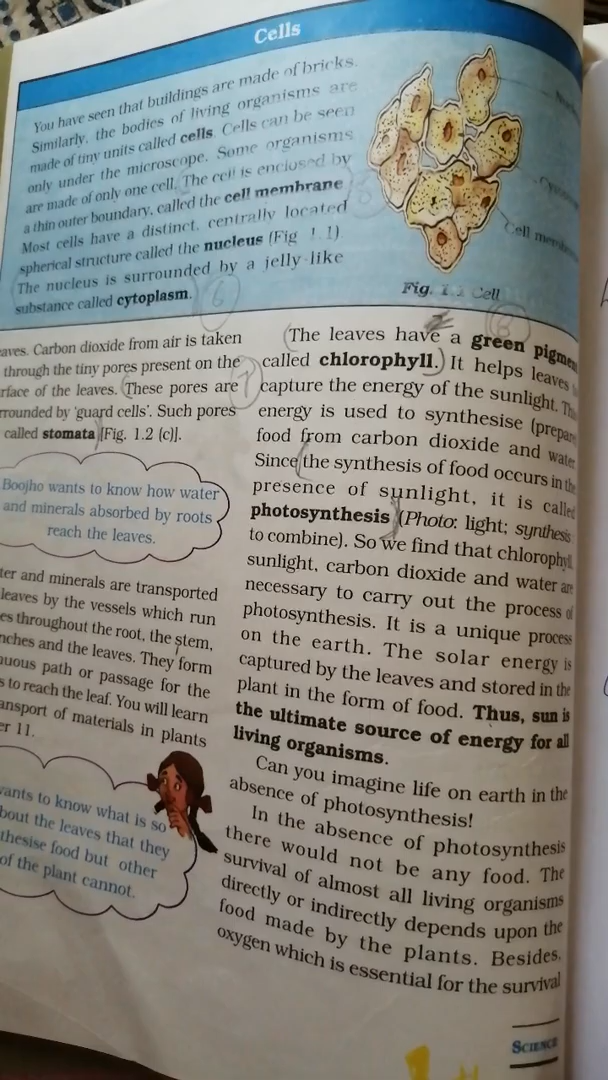 Cells
You have seen that buildings are made of bricks.
Similarly, the bodies of living organisms are
made of tiny units called cells. Cells can be seen
only under the microscope. Some organisms
are made of only one cell. The cell is enclosed by
a thin outer boundary, called the cell membrane
Most cells have a distinct, centrally located
spherical structure called the nucleus (Fig 1.1)
The nucleus is surrounded by a jelly-like
substance called cytoplasm.
Cell
Fig. 1.1 Cell
6
aves. Carbon dioxide from air is taken
through the tiny pores present on the
rface of the leaves. These pores are
rrounded by 'guard cells'. Such pores
called stomata [Fig. 1.2 (c)].
7
Boojho wants to know how water
and minerals absorbed by roots
reach the leaves.
ter and minerals are transported
leaves by the vessels which run
es throughout the root, the stem,
nches and the leaves. They form
nuous path or passage for the
s to reach the leaf. You will learn
ansport of materials in plants
er 11.
wants to know what is so
bout the leaves that they
thesise food but other
of the plant cannot.
8
The leaves have a green pigmen
called chlorophyll. It helps leaves
capture the energy of the sunlight. Th
energy is used to synthesise (prepar
food from carbon dioxide and water
Since the synthesis of food occurs in the
presence of sunlight, it is called
photosynthesis (Photo: light; synthesis
to combine). So we find that chlorophyll
sunlight, carbon dioxide and water are
necessary to carry out the process of
photosynthesis. It is a unique process
on the earth. The solar energy is
captured by the leaves and stored in the
plant in the form of food. Thus, sun is
the ultimate source of energy for all
living organisms.
Can you imagine life on earth in the
absence of photosynthesis!
In the absence of photosynthesis
there would not be any food. The
survival of almost all living organisms
directly or indirectly depends upon the
food made by the plants. Besides,
oxygen which is essential for the survival
SCIENCE